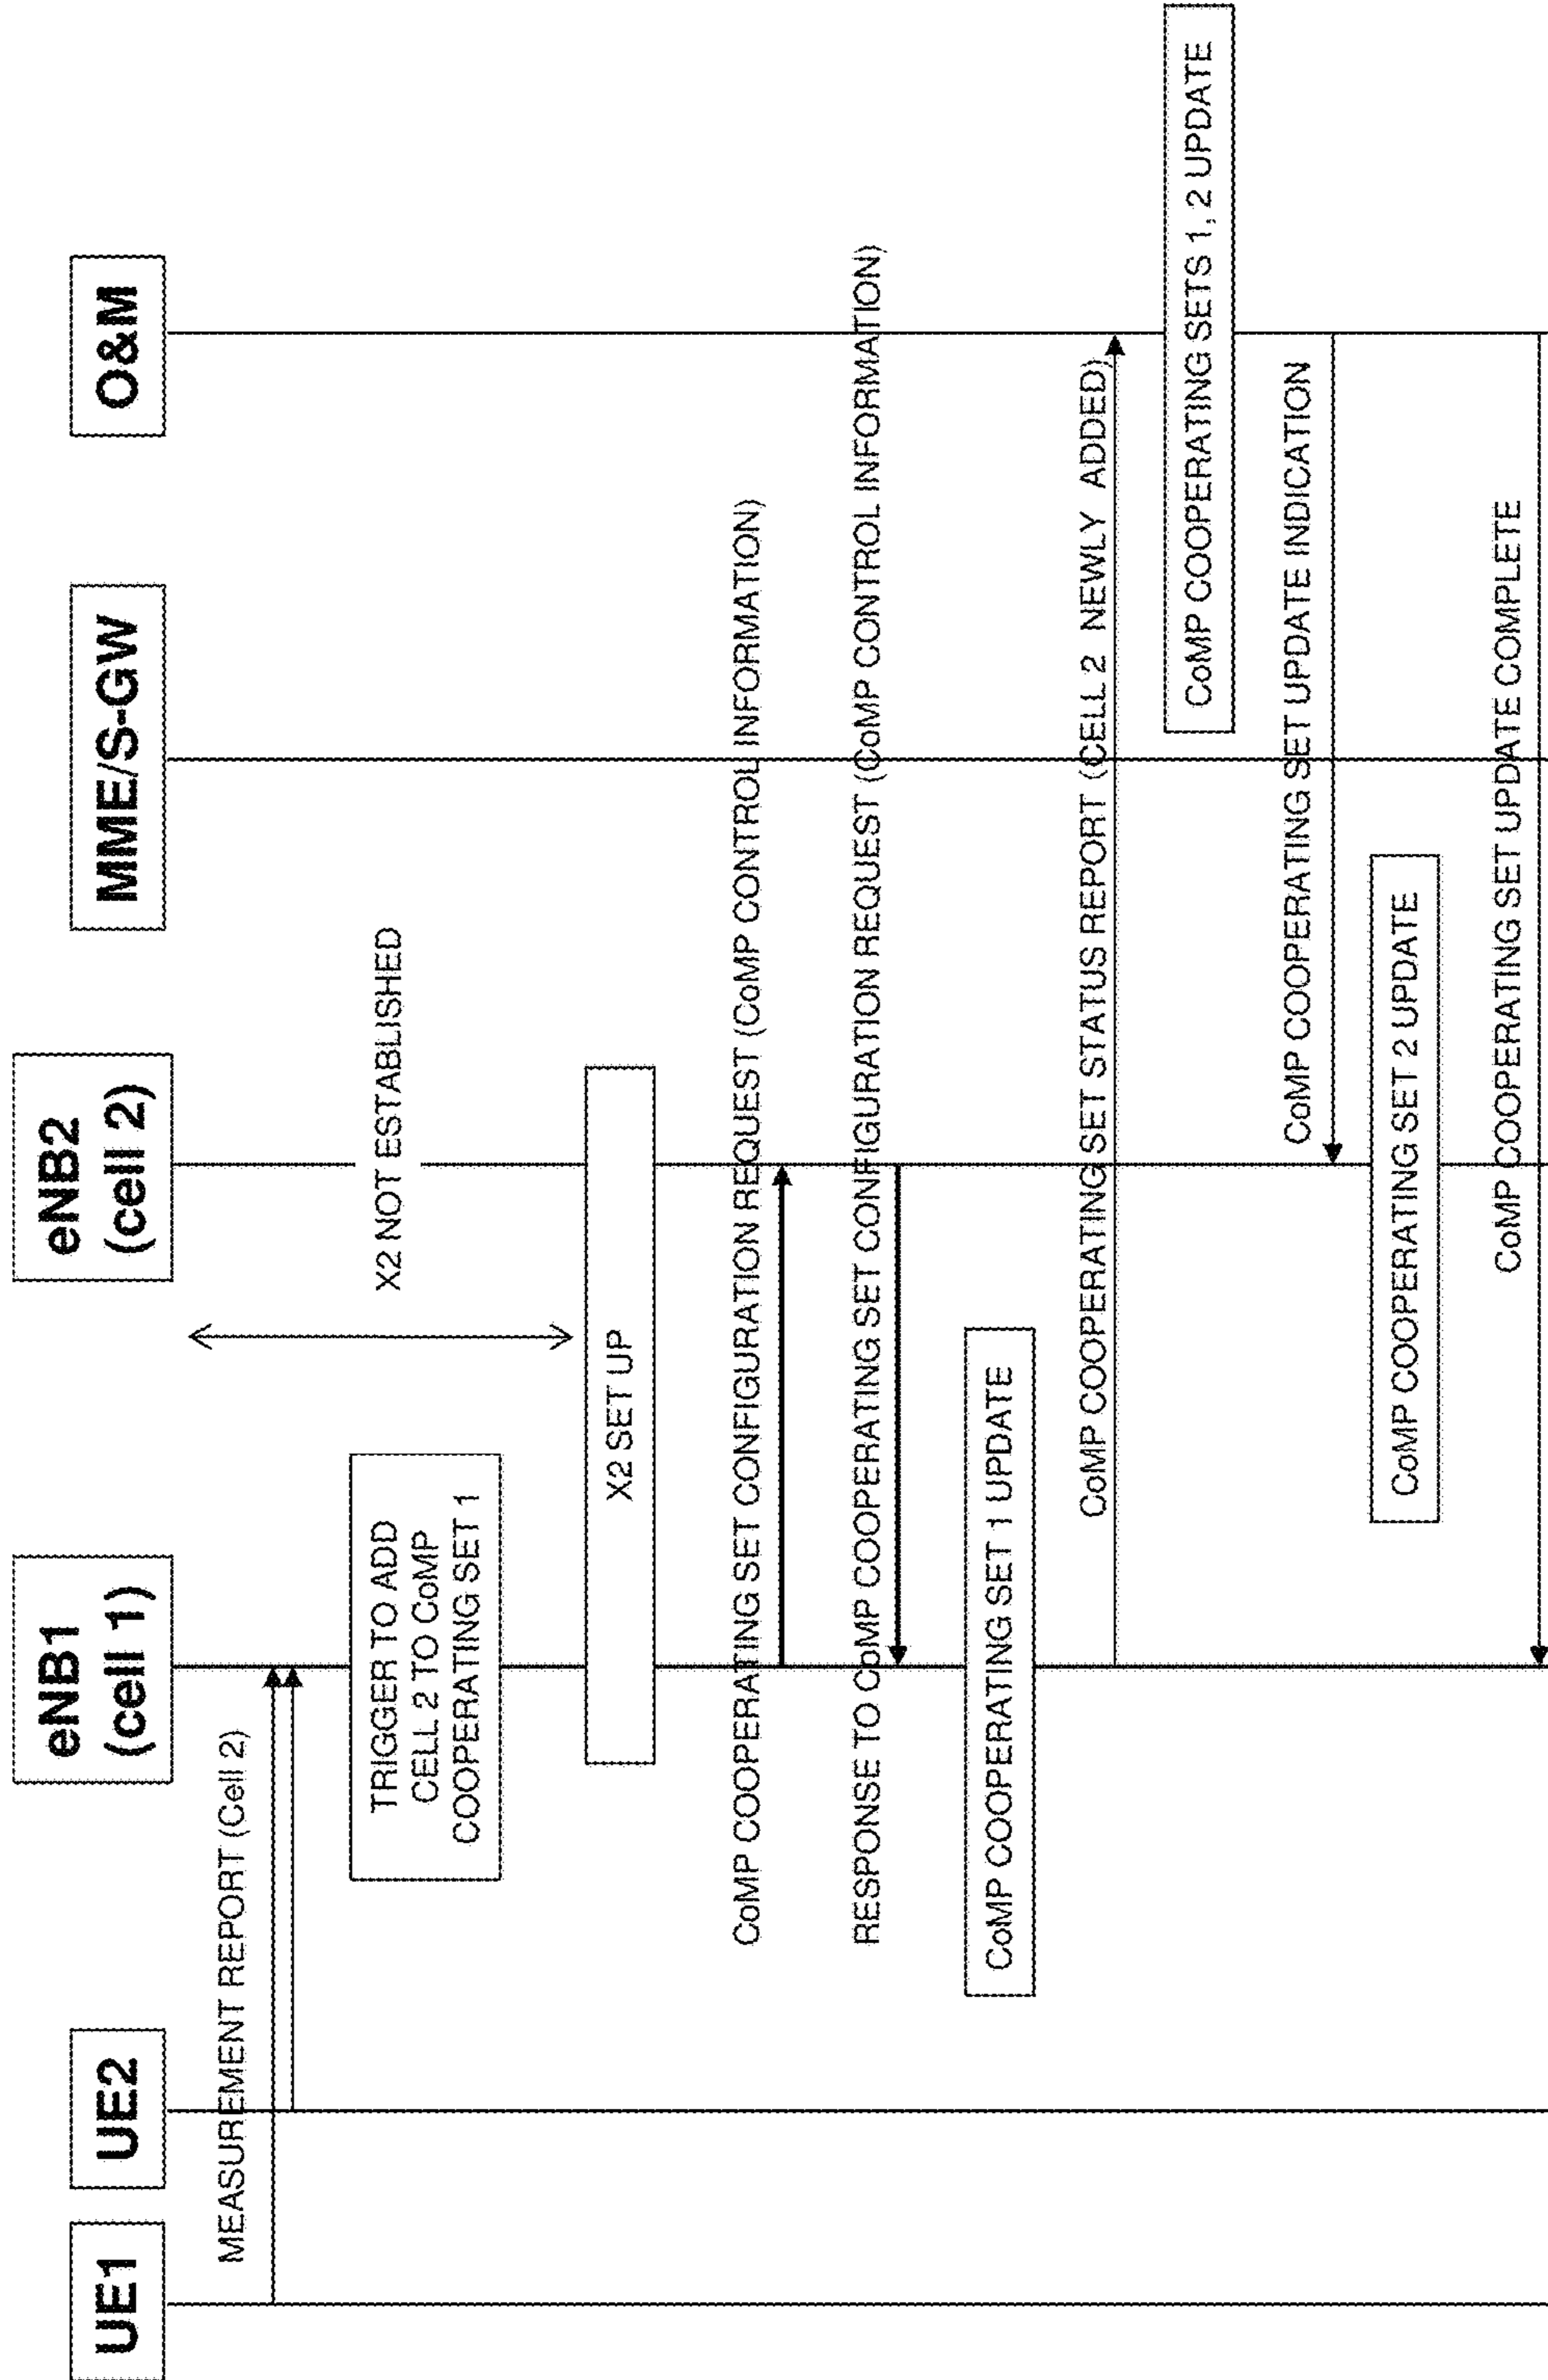 UE1
UE2
eNB1
(cell 1)
eNB2
(cell 2)
MME/S-GW
O&M
MEASUREMENT REPORT (Cell 2)
X2 NOT ESTABLISHED
TRIGGER TO ADD
CELL 2 TO CoMP
COOPERATING SET 1
X2 SET UP
CoMP COOPERATING SET CONFIGURATION REQUEST (CoMP CONTROL INFORMATION)
RESPONSE TO CoMP COOPERATING SET CONFIGURATION REQUEST (CoMP CONTROL INFORMATION)
CoMP COOPERATING SET 1 UPDATE
CoMP COOPERATING SET STATUS REPORT (CELL 2 NEWLY ADDED)
CoMP COOPERATING SETS 1, 2 UPDATE
CoMP COOPERATING SET UPDATE INDICATION
CoMP COOPERATING SET 2 UPDATE
CoMP COOPERATING SET UPDATE COMPLETE